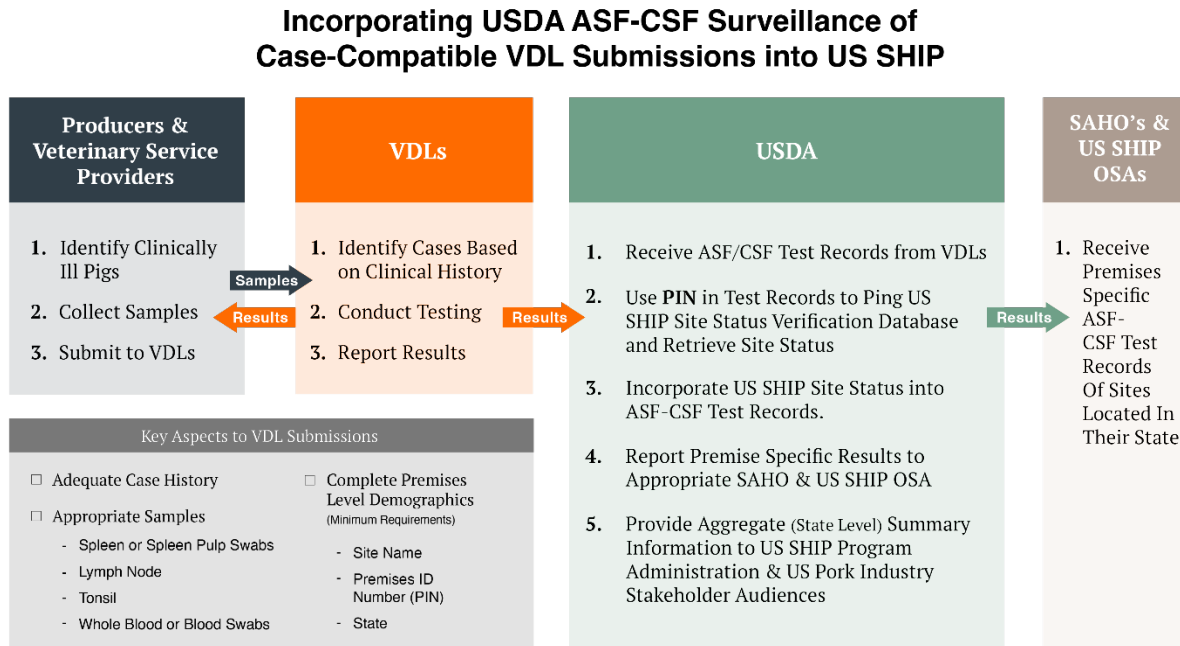 Incorporating USDA ASF-CSF Surveillance of
Case-Compatible VDL Submissions into US SHIP
Producers &
Veterinary Service
Providers
1. Identify Clinically
Ill Pigs
2. Collect Samples
3. Submit to VDLs
Samples
Results
VDLs
1. Identify Cases Based
on Clinical History
2. Conduct Testing
3. Report Results
Results
USDA
1. Receive ASF/CSF Test Records from VDLs
2. Use PIN in Test Records to Ping US
SHIP Site Status Verification Database
and Retrieve Site Status
3. Incorporate US SHIP Site Status into
ASF-CSF Test Records.
4. Report Premise Specific Results to
Appropriate SAHO & US SHIP OSA
5. Provide Aggregate (State Level) Summary
Information to US SHIP Program
Administration & US Pork Industry
Stakeholder Audiences
Results
SAHO's &
US SHIP
OSAs
1. Receive
Premises
Specific
ASF-
CSF Test
Records
Of Sites
Located In
Their State
Key Aspects to VDL Submissions
☐ Adequate Case History
☐ Appropriate Samples
- Spleen or Spleen Pulp Swabs
- Lymph Node
- Tonsil
- Whole Blood or Blood Swabs
☐ Complete Premises
Level Demographics
(Minimum Requirements)
- Site Name
- Premises ID
Number (PIN)
- State